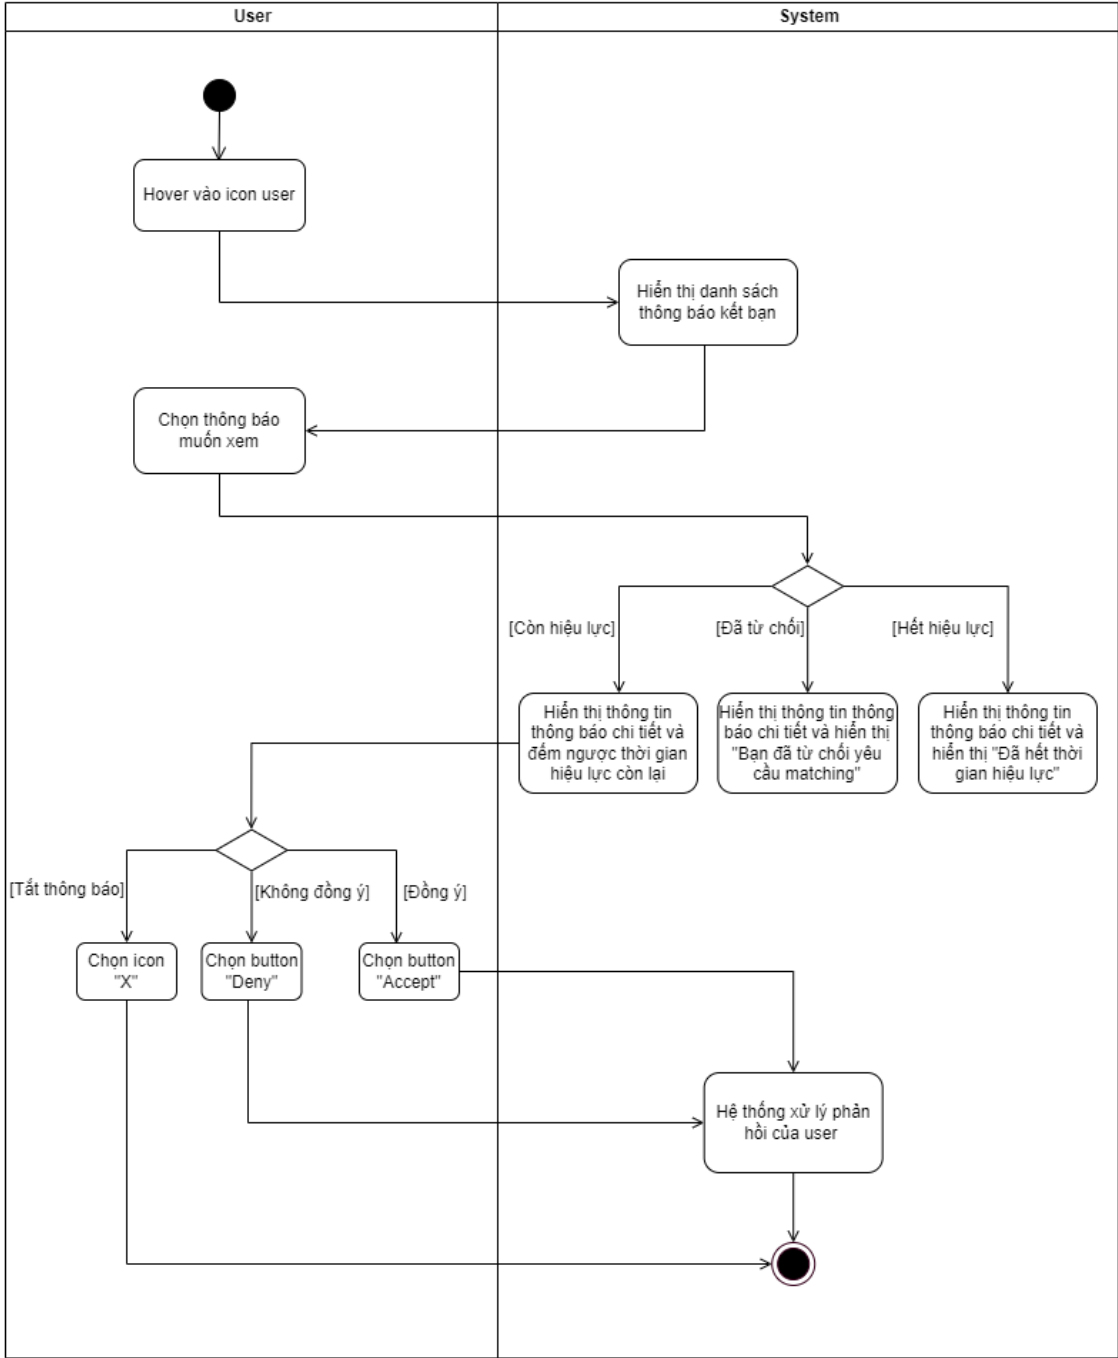 User
System
Hover vào icon user
Hiển thị danh sách
thông báo kết bạn
Chọn thông báo
muốn xem
[Còn hiệu lực]
[Đã từ chối]
[Hết hiệu lực]
Hiển thị thông tin
thông báo chi tiết và
đếm ngược thời gian
hiệu lực còn lại
Hiển thị thông tin thông
báo chi tiết và hiển thị
"Bạn đã từ chối yêu
cầu matching"
Hiển thị thông tin
thông báo chi tiết và
hiển thị "Đã hết thời
gian hiệu lực"
[Tắt thông báo]
[Không đồng ý]
[Đồng ý]
Chọn icon
"X"
Chọn button
"Deny"
Chọn button
"Accept"
Hệ thống xử lý phản
hồi của user